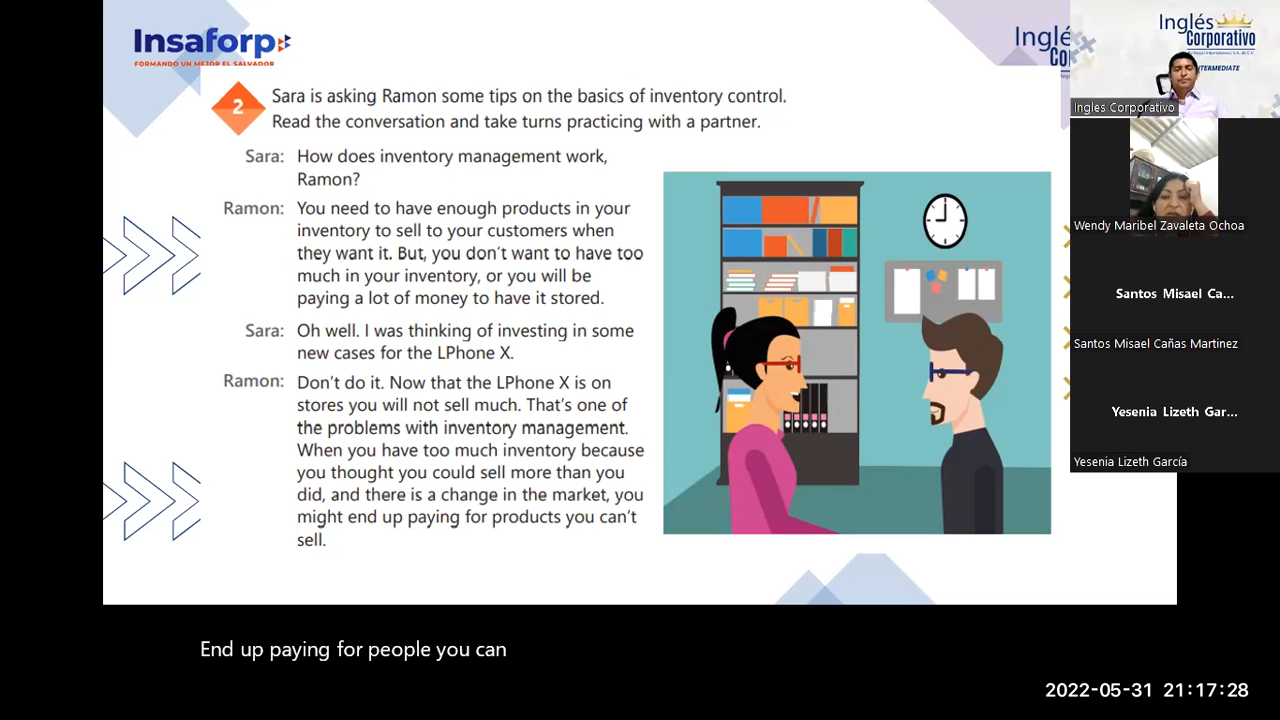 Insaforp
FORMANDO UN MEJOR EL SALVADOR
Inglés
Corporativo
INTERMEDIATE
Ingles Corporativo
2
Sara is asking Ramon some tips on the basics of inventory control.
Read the conversation and take turns practicing with a partner.
Sara: How does inventory management work,
Ramon?
Ramon: You need to have enough products in your
inventory to sell to your customers when
they want it. But, you don't want to have too
much in your inventory, or you will be
paying a lot of money to have it stored.
Sara: Oh well. I was thinking of investing in some
new cases for the LPhone X.
Ramon: Don't do it. Now that the LPhone X is on
stores you will not sell much. That's one of
the problems with inventory management.
When you have too much inventory because
you thought you could sell more than you
did, and there is a change in the market, you
might end up paying for products you can't
sell.
Wendy Maribel Zavaleta Ochoa
Santos Misael Ca...
Santos Misael Cañas Martinez
Yesenia Lizeth Gar...
Yesenia Lizeth García
End up paying for people you can
2022-05-31 21:17:28